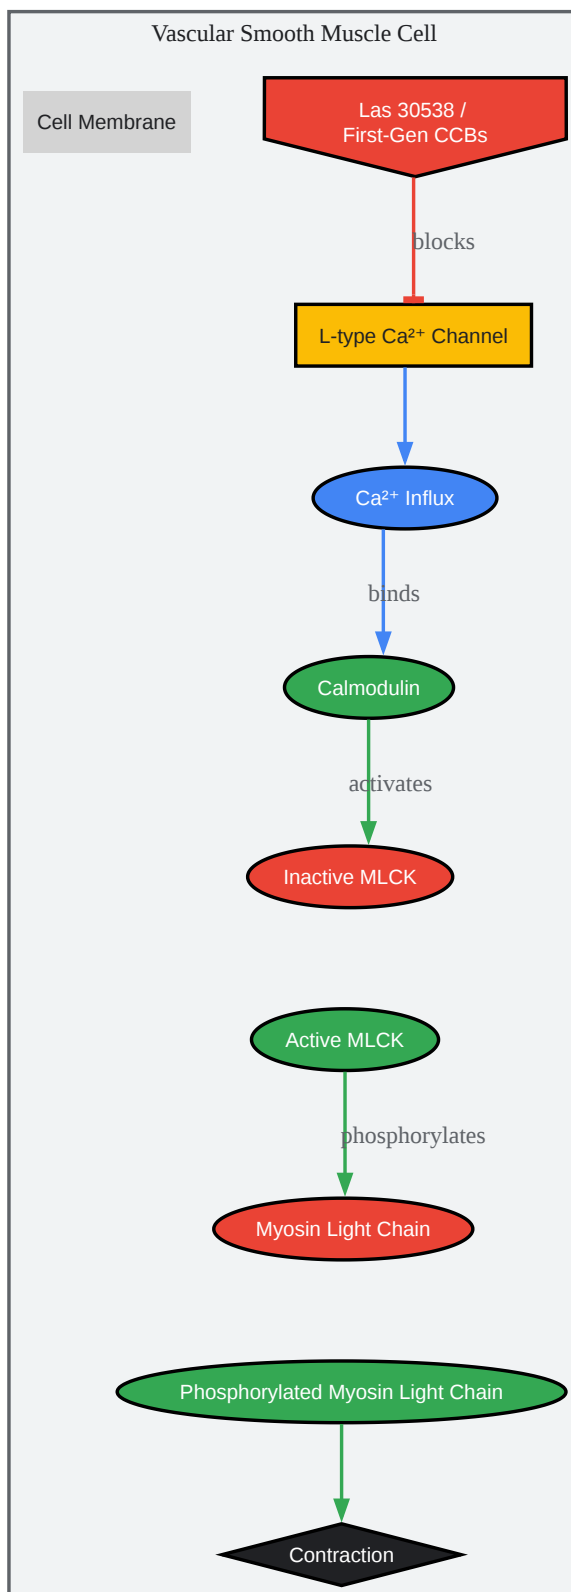 Vascular Smooth Muscle Cell
Cell Membrane
Las 30538 /
First-Gen CCBs
blocks
L-type Ca²⁺ Channel
Ca²⁺ Influx
binds
Calmodulin
activates
Inactive MLCK
Active MLCK
phosphorylates
Myosin Light Chain
Phosphorylated Myosin Light Chain
Contraction